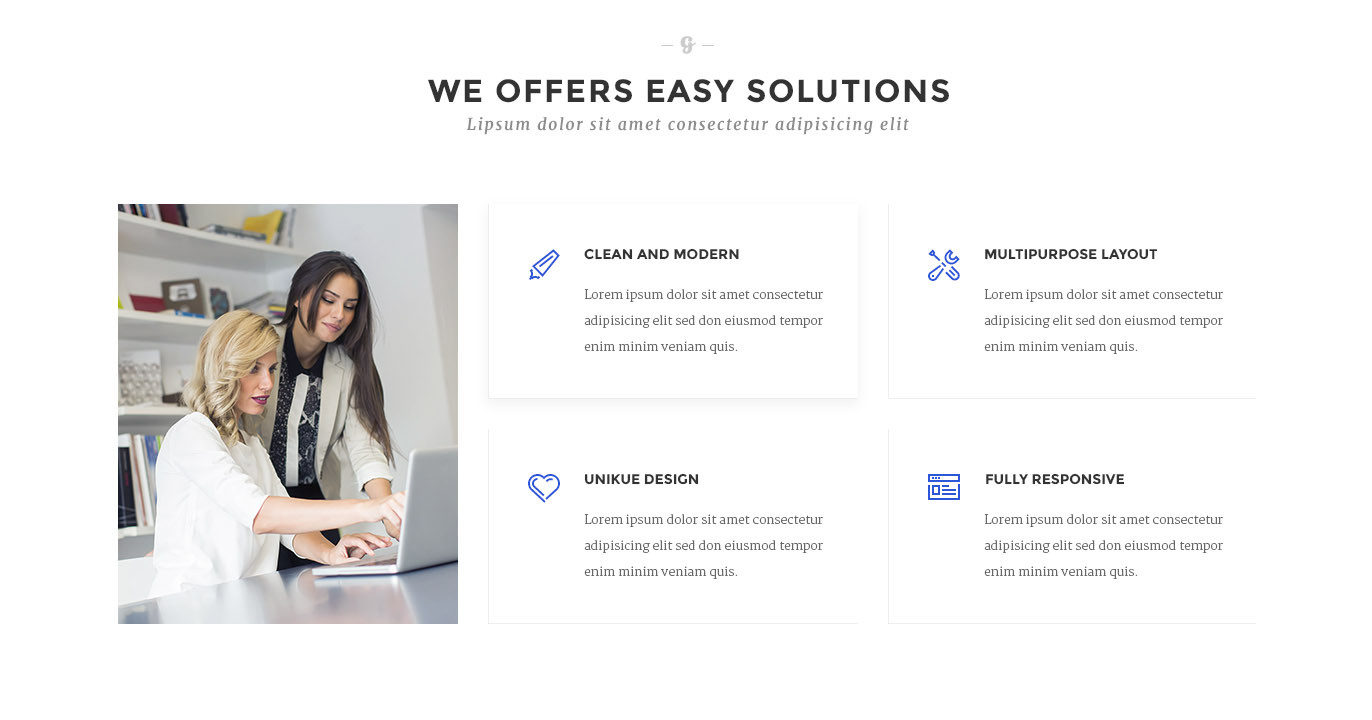 WE OFFERS EASY SOLUTIONS
Lipsum dolor sit amet consectetur adipisicing elit
CLEAN AND MODERN
Lorem ipsum dolor sit amet consectetur
adipisicing elit sed don eiusmod tempor
enim minim veniam quis.
MULTIPURPOSE LAYOUT
Lorem ipsum dolor sit amet consectetur
adipisicing elit sed don eiusmod tempor
enim minim veniam quis.
UNIKUE DESIGN
Lorem ipsum dolor sit amet consectetur
adipisicing elit sed don eiusmod tempor
enim minim veniam quis.
FULLY RESPONSIVE
Lorem ipsum dolor sit amet consectetur
adipisicing elit sed don eiusmod tempor
enim minim veniam quis.